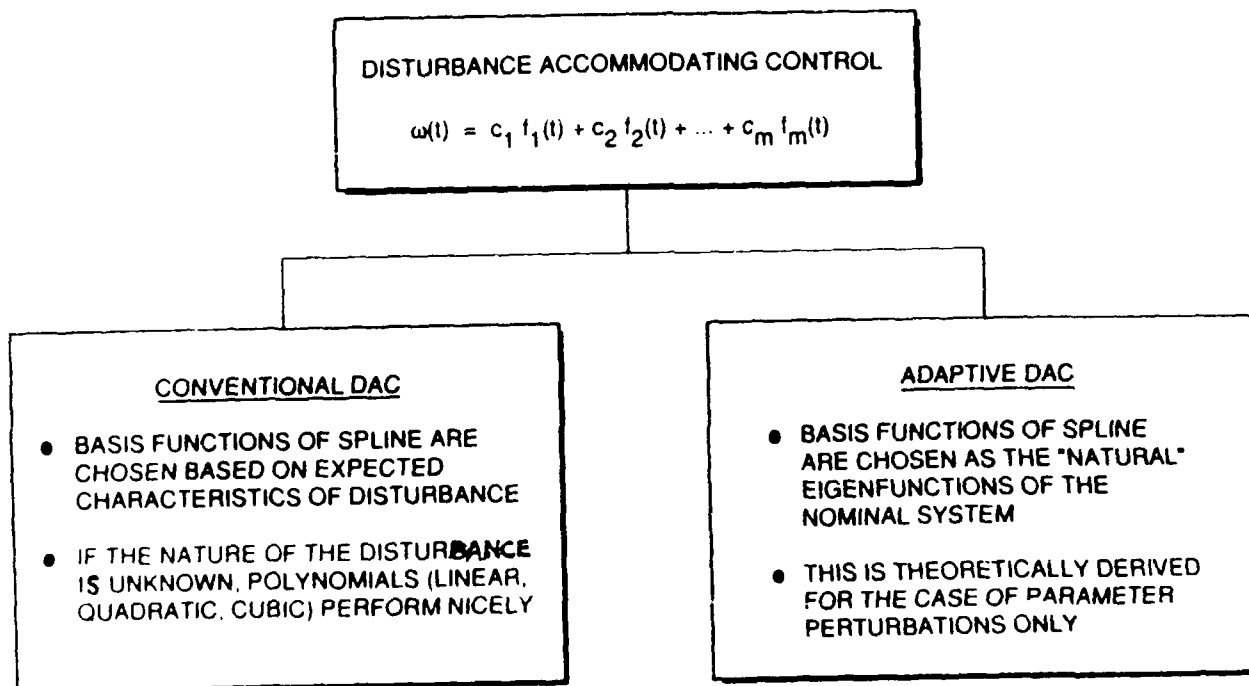 DISTURBANCE ACCOMMODATING CONTROL
ω(t) = c₁ f₁(t) + c₂ f₂(t) + ... + c_m f_m(t)
CONVENTIONAL DAC
● BASIS FUNCTIONS OF SPLINE ARE
CHOSEN BASED ON EXPECTED
CHARACTERISTICS OF DISTURBANCE
● IF THE NATURE OF THE DISTURBANCE
IS UNKNOWN, POLYNOMIALS (LINEAR,
QUADRATIC, CUBIC) PERFORM NICELY
ADAPTIVE DAC
● BASIS FUNCTIONS OF SPLINE
ARE CHOSEN AS THE "NATURAL"
EIGENFUNCTIONS OF THE
NOMINAL SYSTEM
● THIS IS THEORETICALLY DERIVED
FOR THE CASE OF PARAMETER
PERTURBATIONS ONLY